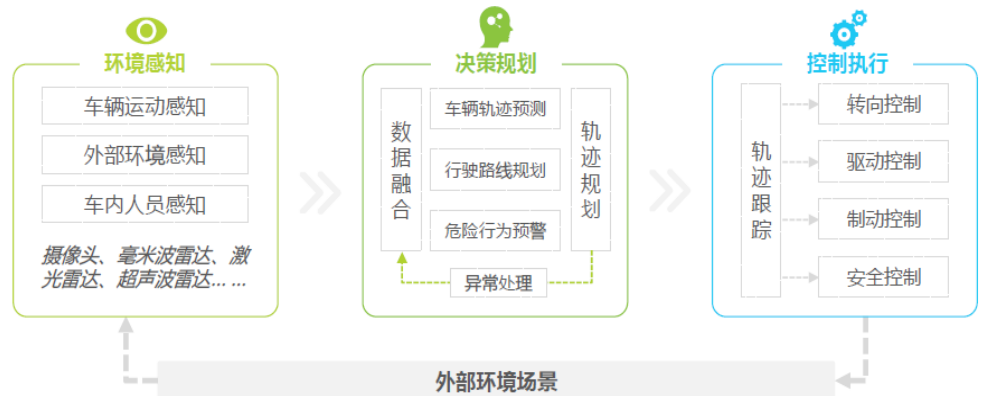 环境感知
车辆运动感知
外部环境感知
车内人员感知
摄像头、毫米波雷达、激
光雷达、超声波雷达... ...
决策规划
数据融合
车辆轨迹预测
行驶路线规划
危险行为预警
轨迹规划
异常处理
控制执行
轨迹跟踪
转向控制
驱动控制
制动控制
安全控制
外部环境场景